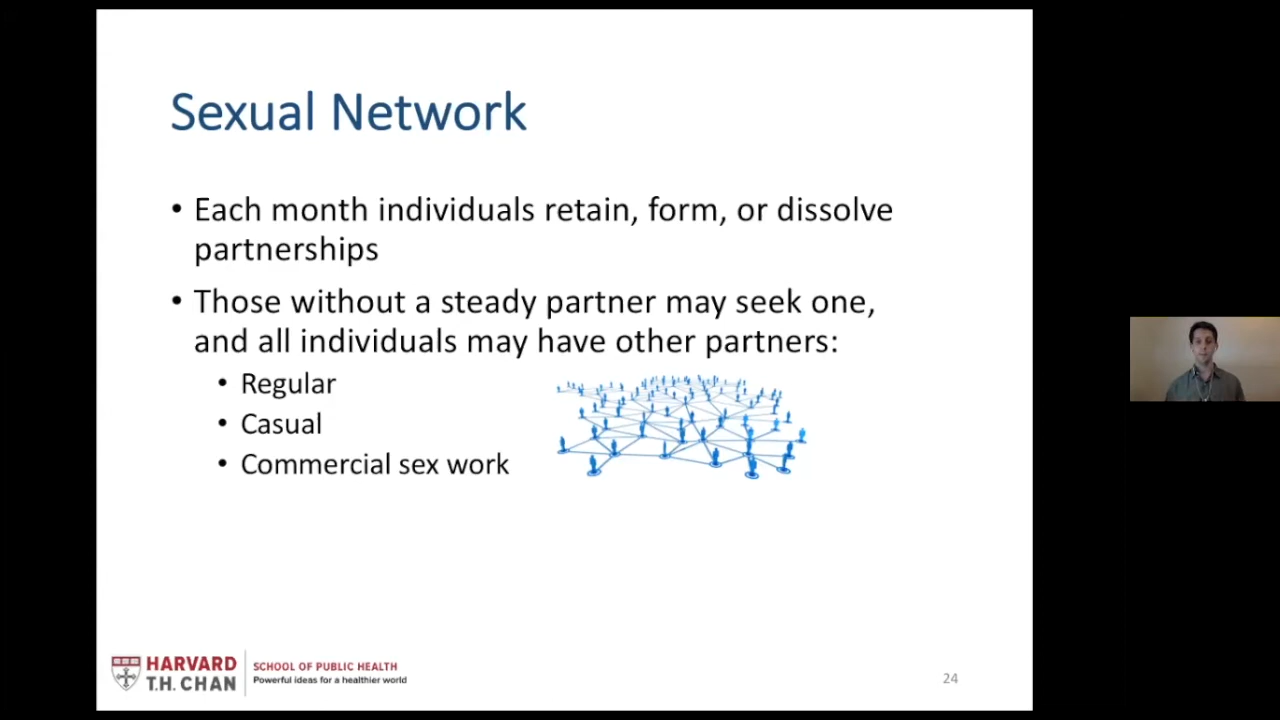 Sexual Network
• Each month individuals retain, form, or dissolve
partnerships
• Those without a steady partner may seek one,
and all individuals may have other partners:
• Regular
• Casual
• Commercial sex work
HARVARD
T.H. CHAN
SCHOOL OF PUBLIC HEALTH
Powerful ideas for a healthier world
24